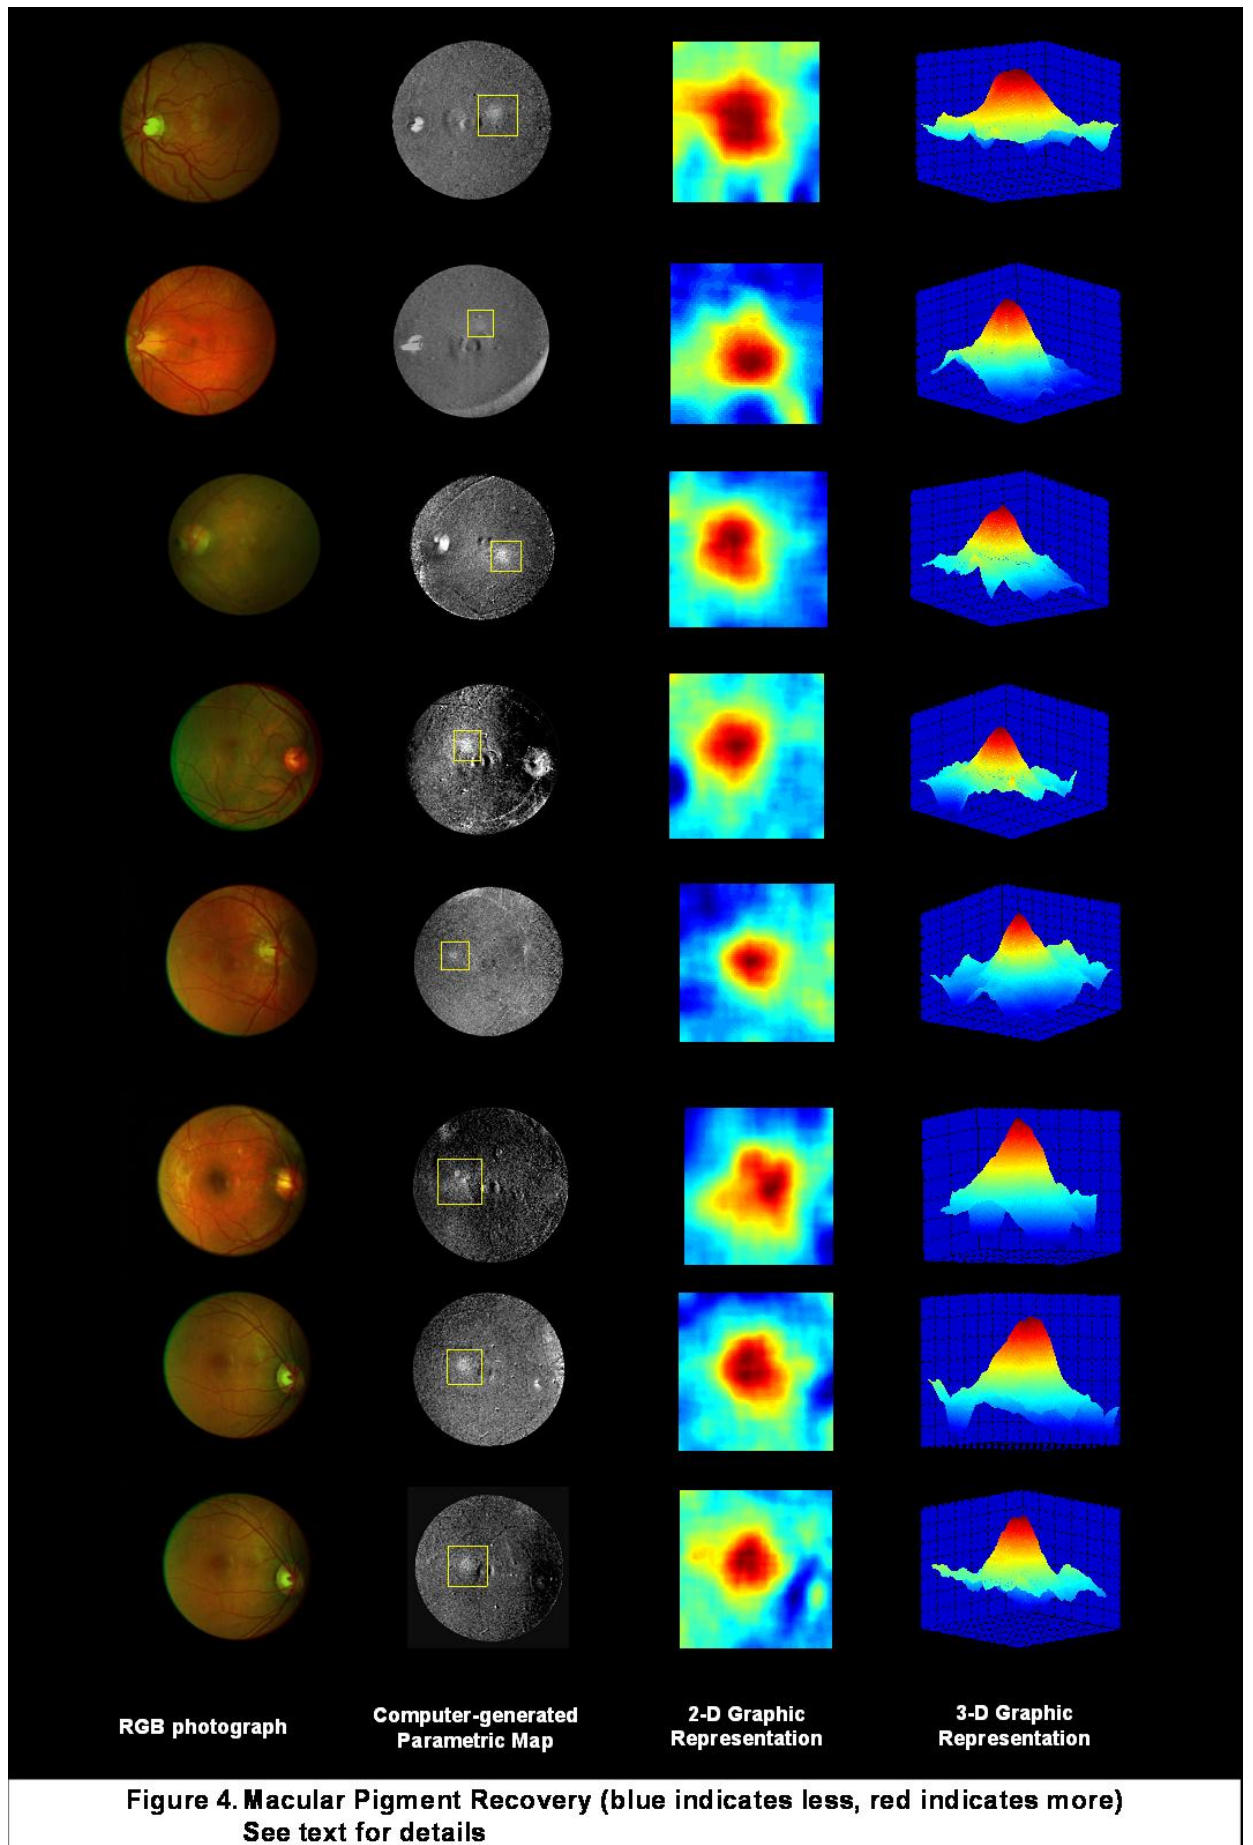 RGB photograph
Computer-generated
Parametric Map
2-D Graphic
Representation
3-D Graphic
Representation
Figure 4. Macular Pigment Recovery (blue indicates less, red indicates more)
See text for details